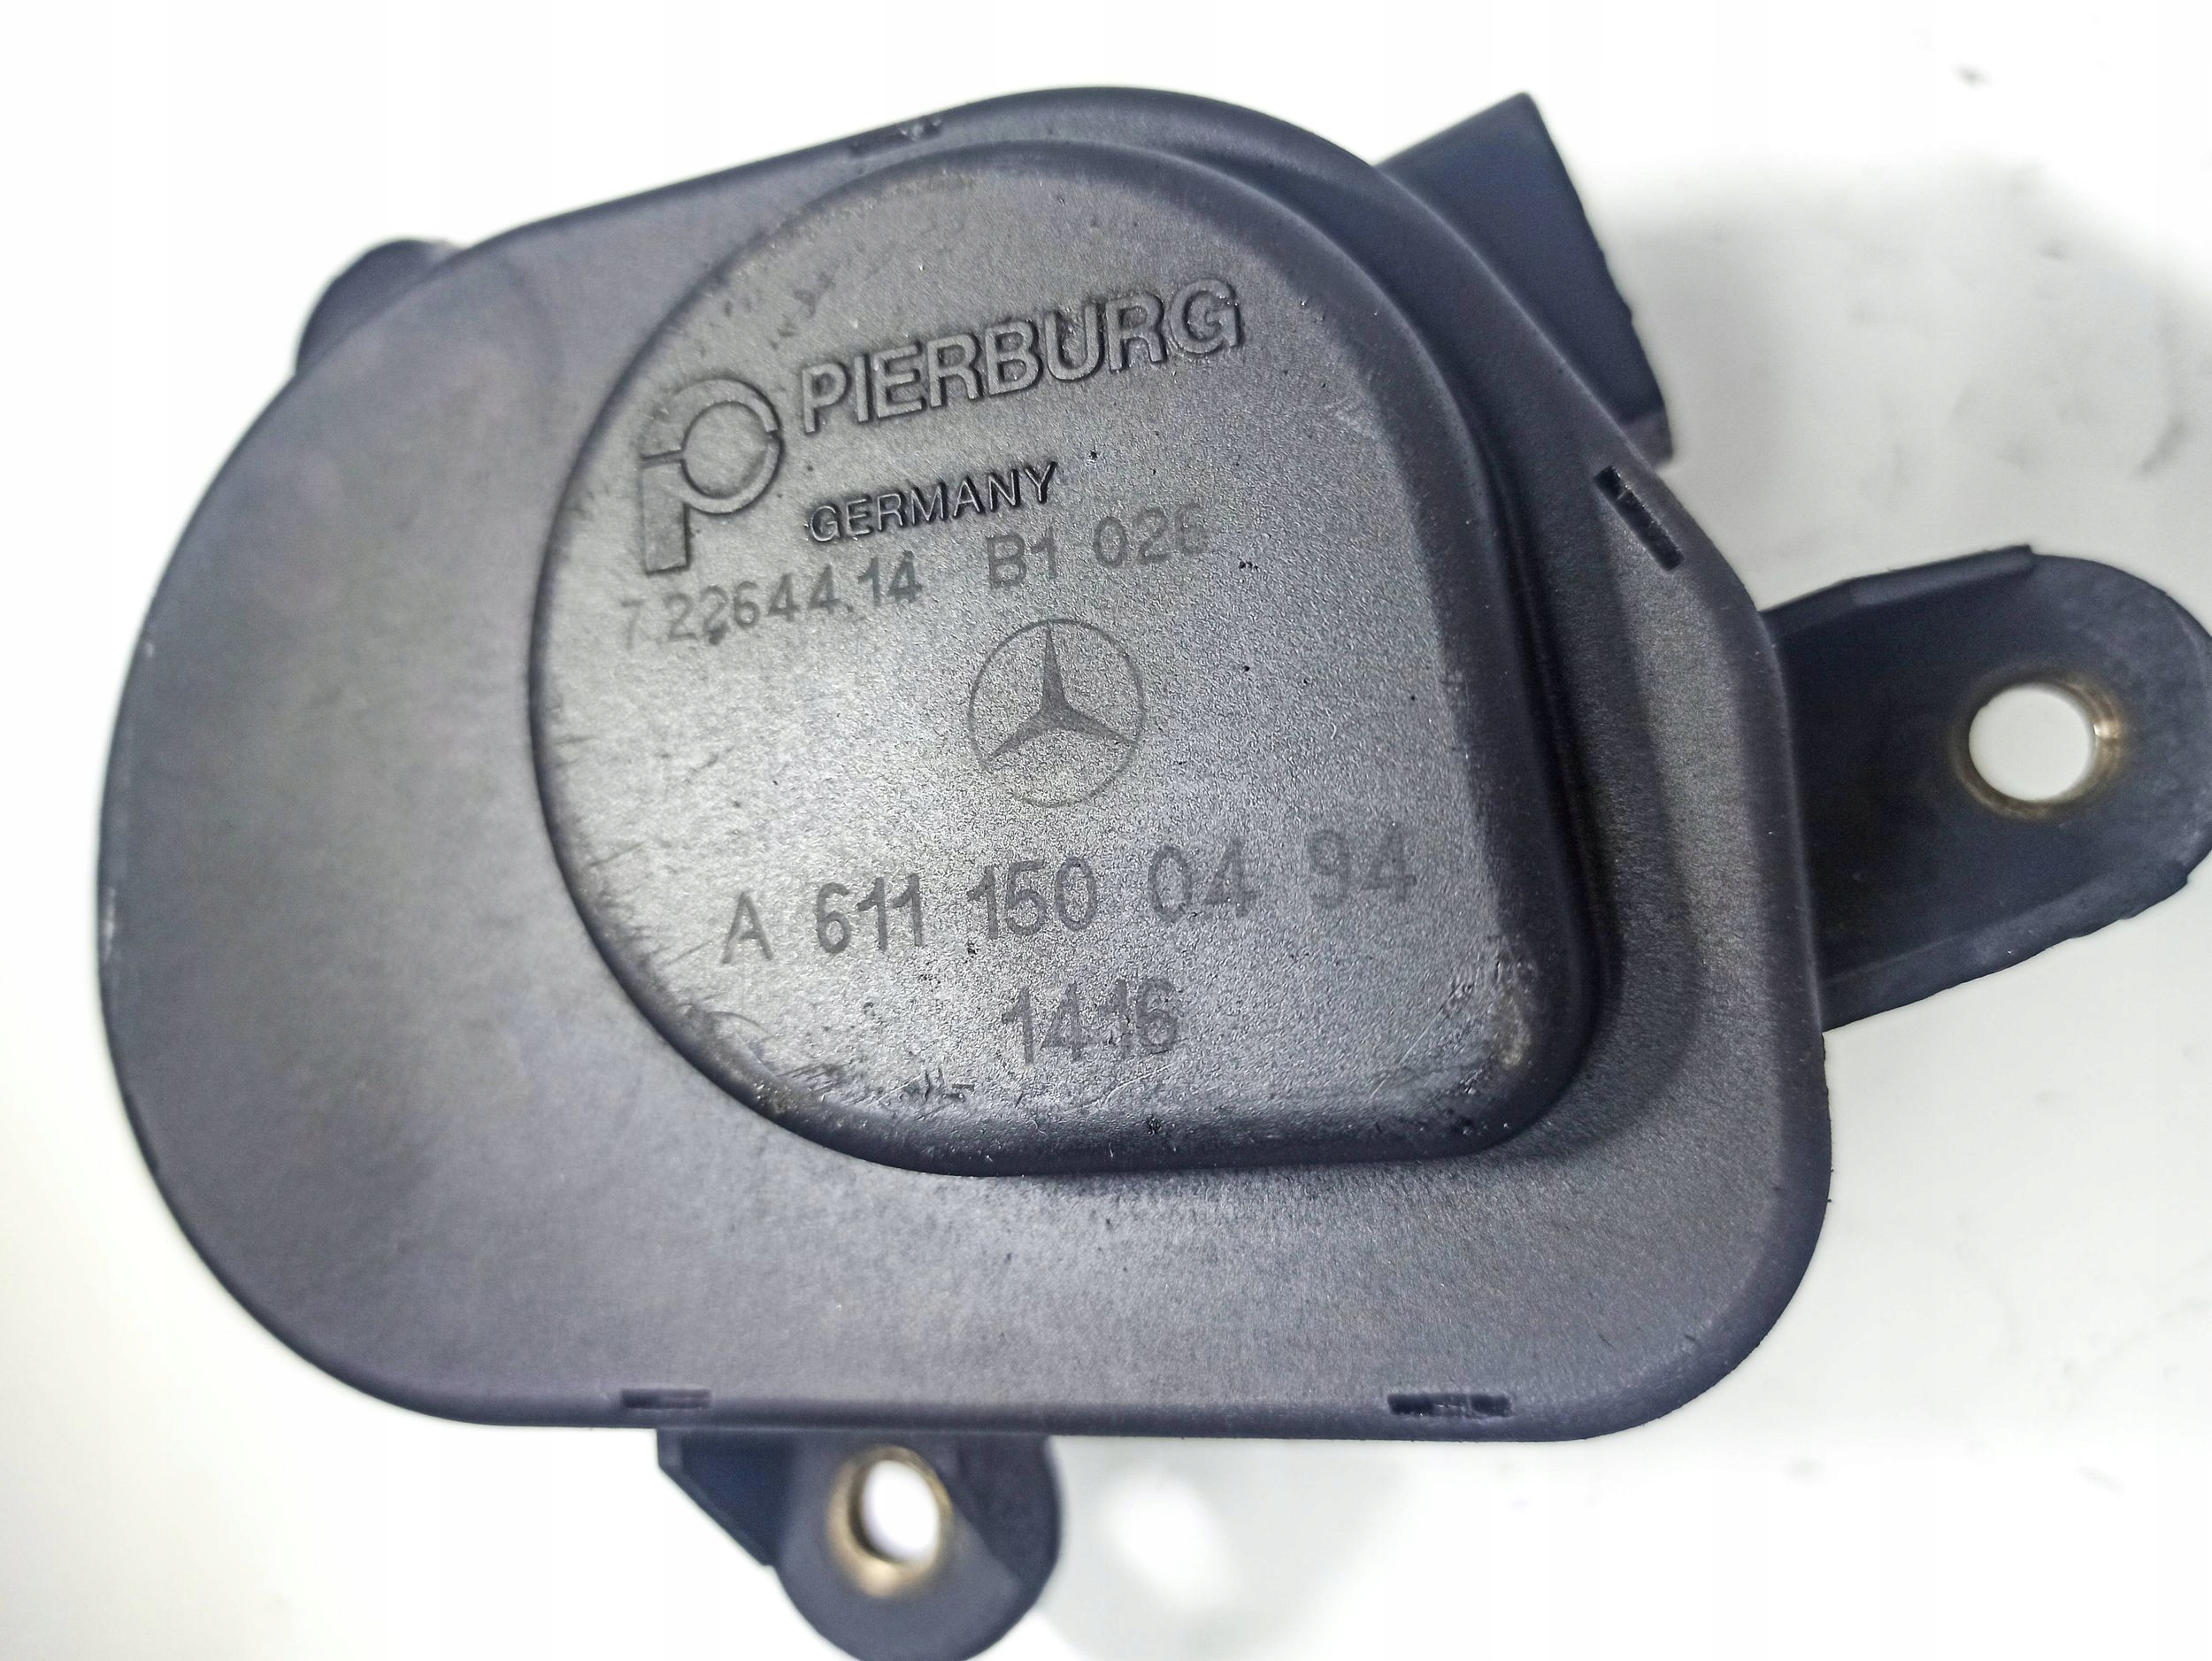 PIERBURG
GERMANY
7.22644.14 B1 026
A 611 150 04 94
1416